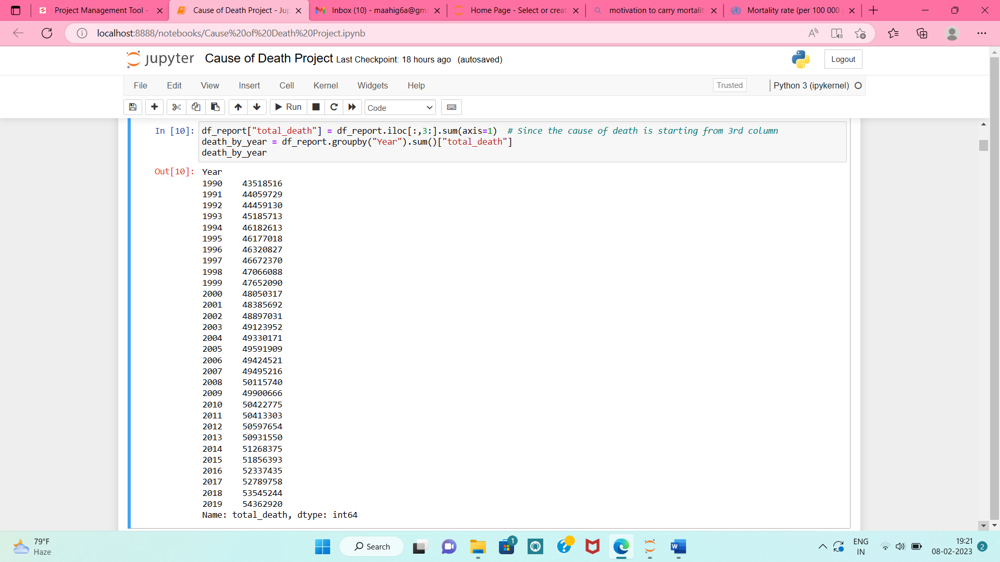 Project Management Tool -
Cause of Death Project - Jup
Inbox (10) - maahig6a@gm
Home Page - Select or creat
motivation to carry mortalit
Mortality rate (per 100 000
localhost:8888/notebooks/Cause%20of%20Death%20Project.ipynb
jupyter Cause of Death Project Last Checkpoint: 18 hours ago (autosaved)
Logout
File Edit View Insert Cell Kernel Widgets Help
Trusted
Python 3 (ipykernel)
Run
Code
In [10]: df_report["total_death"] = df_report.iloc[:,3:].sum(axis=1)  # Since the cause of death is starting from 3rd column
death_by_year = df_report.groupby("Year").sum()["total_death"]
death_by_year
Out[10]: Year
1990    43518516
1991    44059729
1992    44459130
1993    45185713
1994    46182613
1995    46177018
1996    46320827
1997    46672370
1998    47066088
1999    47652090
2000    48050317
2001    48385692
2002    48897031
2003    49123952
2004    49330171
2005    49591909
2006    49424521
2007    49495216
2008    50115740
2009    49900666
2010    50422775
2011    50413303
2012    50597654
2013    50931550
2014    51268375
2015    51856393
2016    52337435
2017    52789758
2018    53545244
2019    54362920
Name: total_death, dtype: int64
79°F
Haze
Search
1
ENG
IN
19:21
08-02-2023
2